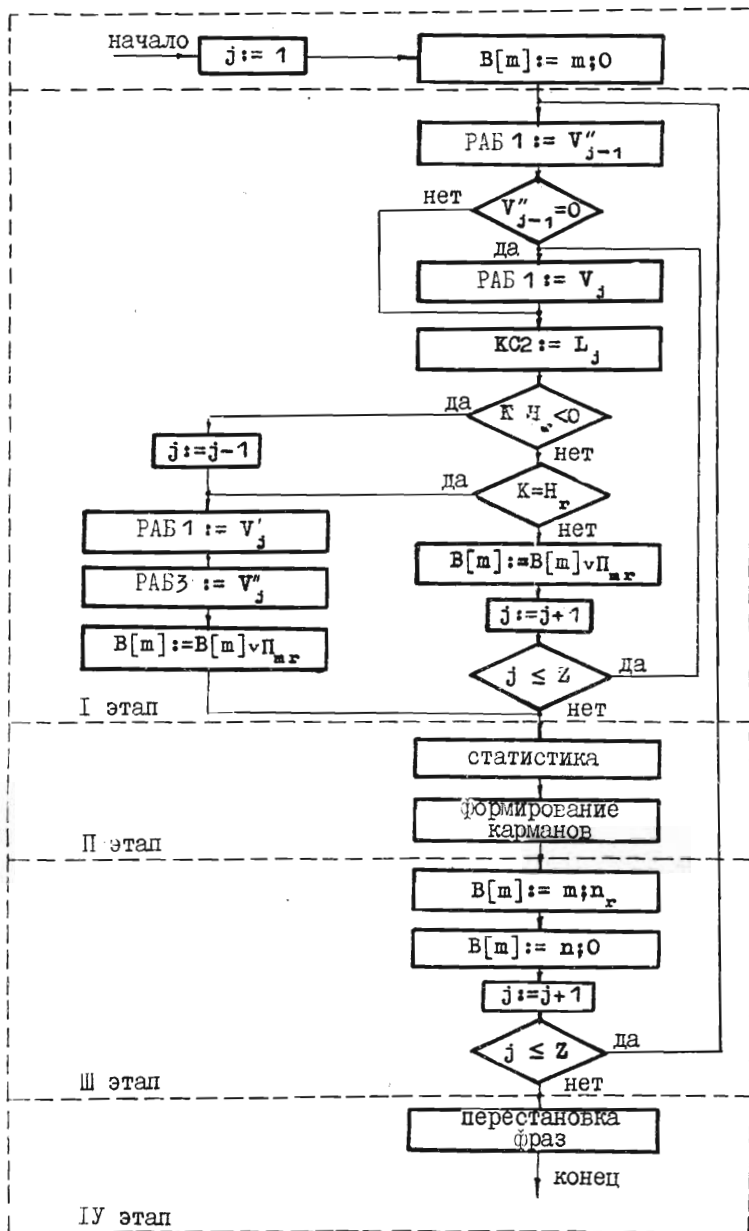 начало
j:= 1
B[m]:= m;0
РАБ 1 := V″j-1
нет
V″j-1=0
да
РАБ 1 := Vj
КС2:= Lj
да
нет
j:=j-1
да
K=Hr
нет
РАБ 1 := V′j
B[m]:=B[m]∨Пmr
РАБ3 := V″j
j:=j+1
B[m]:=B[m]∨Пmr
j ≤ Z
да
нет
I этап
статистика
формирование
карманов
П этап
B[m]:= m;nr
B[m]:= n;0
j:=j+1
j ≤ Z
да
нет
Ш этап
перестановка
фраз
конец
IУ этап